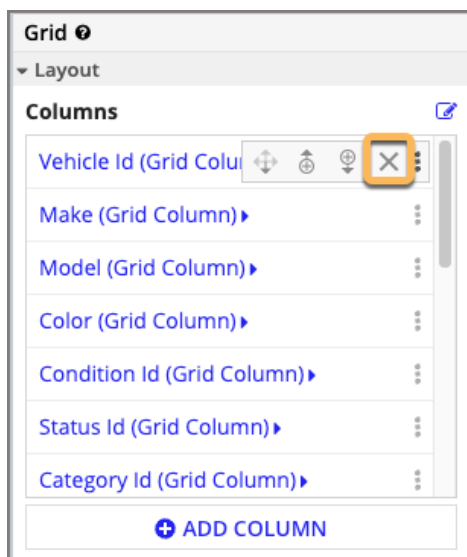 Grid
Layout
Columns
Vehicle Id (Grid Colu
Make (Grid Column)
Model (Grid Column)
Color (Grid Column)
Condition Id (Grid Column)
Status Id (Grid Column)
Category Id (Grid Column)
ADD COLUMN